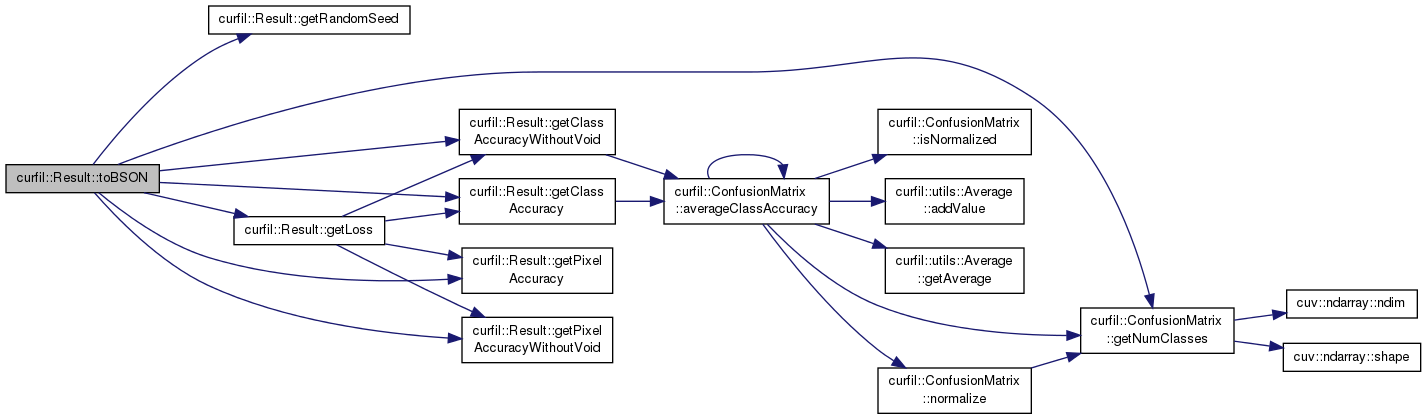 curfil::Result::toBSON
curfil::Result::getRandomSeed
curfil::Result::getLoss
curfil::Result::getClass
AccuracyWithoutVoid
curfil::Result::getClass
Accuracy
curfil::Result::getPixel
Accuracy
curfil::Result::getPixel
AccuracyWithoutVoid
curfil::ConfusionMatrix
::averageClassAccuracy
curfil::ConfusionMatrix
::isNormalized
curfil::utils::Average
::addValue
curfil::utils::Average
::getAverage
curfil::ConfusionMatrix
::normalize
curfil::ConfusionMatrix
::getNumClasses
cuv::ndarray::ndim
cuv::ndarray::shape